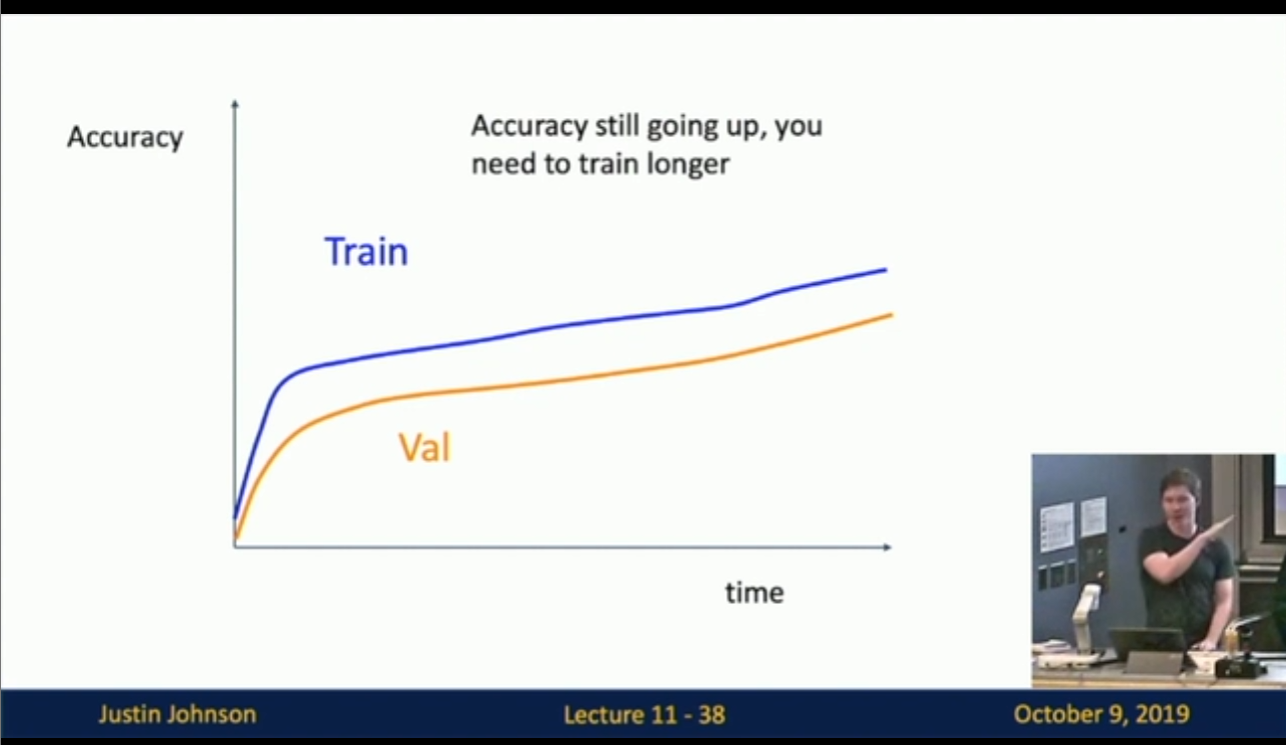 Accuracy
Accuracy still going up, you
need to train longer
Train
Val
time
Justin Johnson
Lecture 11 - 38
October 9, 2019